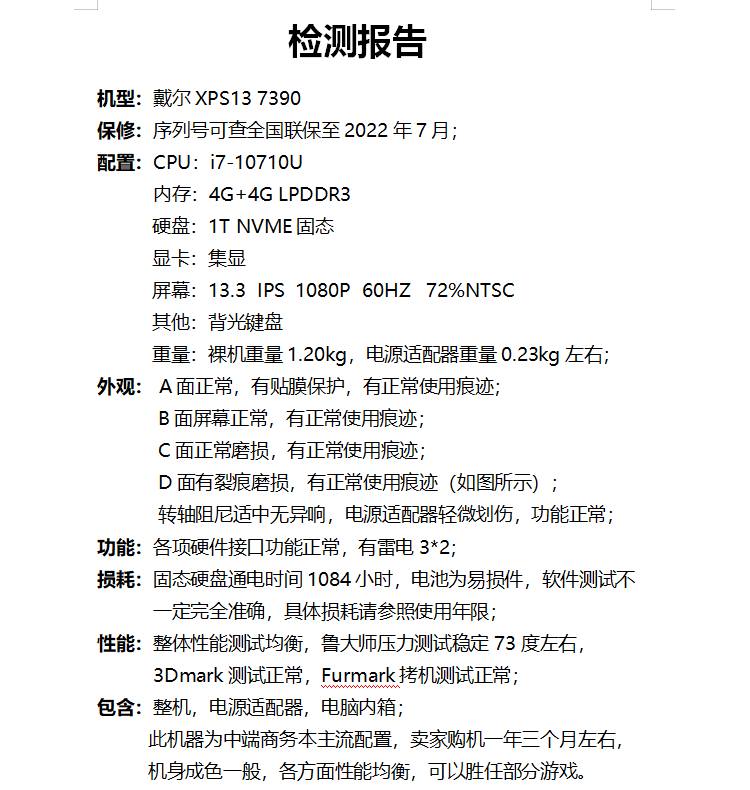 检测报告
机型：戴尔 XPS13 7390
保修：序列号可查全国联保至 2022 年 7 月；
配置：CPU：i7-10710U
内存：4G+4G LPDDR3
硬盘：1T NVME 固态
显卡：集显
屏幕：13.3 IPS 1080P 60HZ 72%NTSC
其他：背光键盘
重量：裸机重量 1.20kg，电源适配器重量 0.23kg 左右；
外观： A 面正常，有贴膜保护，有正常使用痕迹；
B 面屏幕正常，有正常使用痕迹；
C 面正常磨损，有正常使用痕迹；
D 面有裂痕磨损，有正常使用痕迹（如图所示）；
转轴阻尼适中无异响，电源适配器轻微划伤，功能正常；
功能：各项硬件接口功能正常，有雷电 3*2；
损耗：固态硬盘通电时间 1084 小时，电池为易损件，软件测试不
一定完全准确，具体损耗请参照使用年限；
性能：整体性能测试均衡，鲁大师压力测试稳定 73 度左右，
3Dmark 测试正常，Furmark 拷机测试正常；
包含：整机，电源适配器，电脑内箱；
此机器为中端商务本主流配置，卖家购机一年三个月左右，
机身成色一般，各方面性能均衡，可以胜任部分游戏。